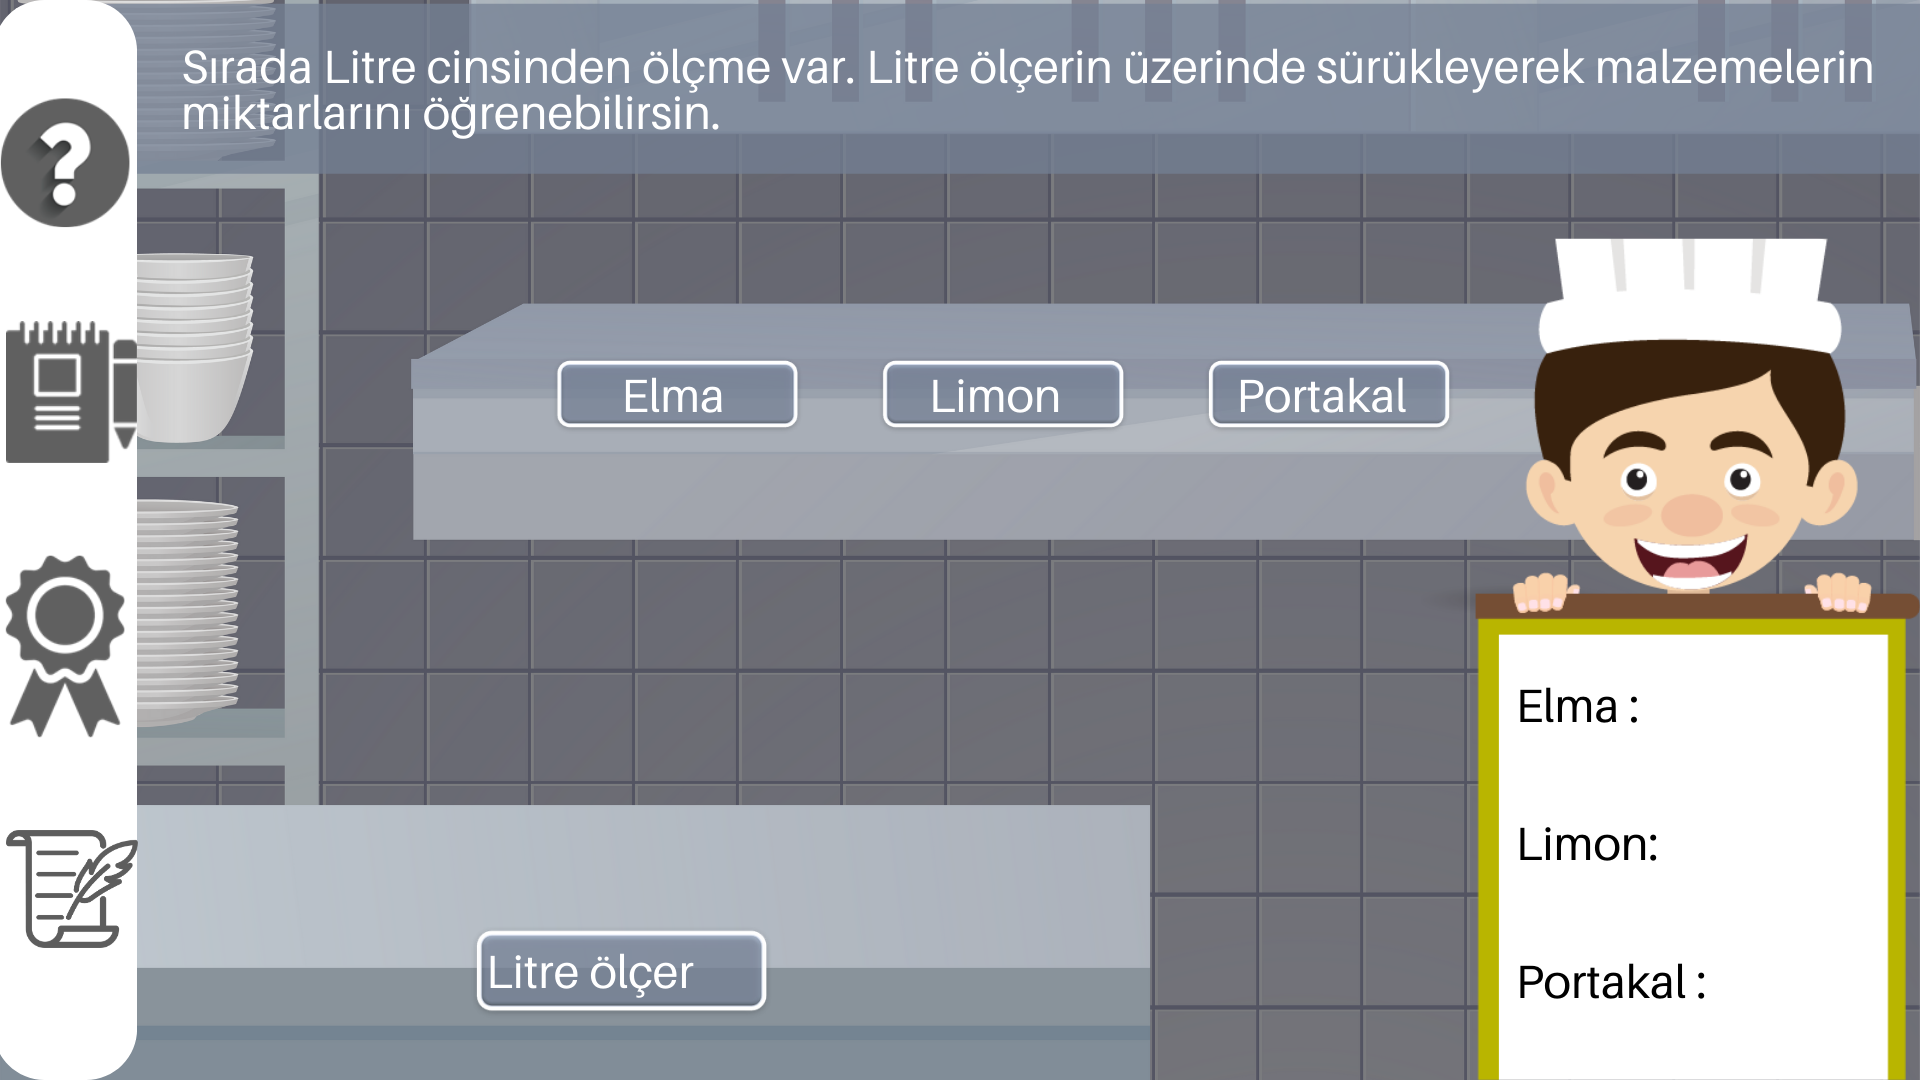 Sırada Litre cinsinden ölçme var. Litre ölçerin üzerinde sürükleyerek malzemelerin
miktarlarını öğrenebilirsin.
Elma
Limon
Portakal
Elma :
Limon:
Portakal :
Litre ölçer